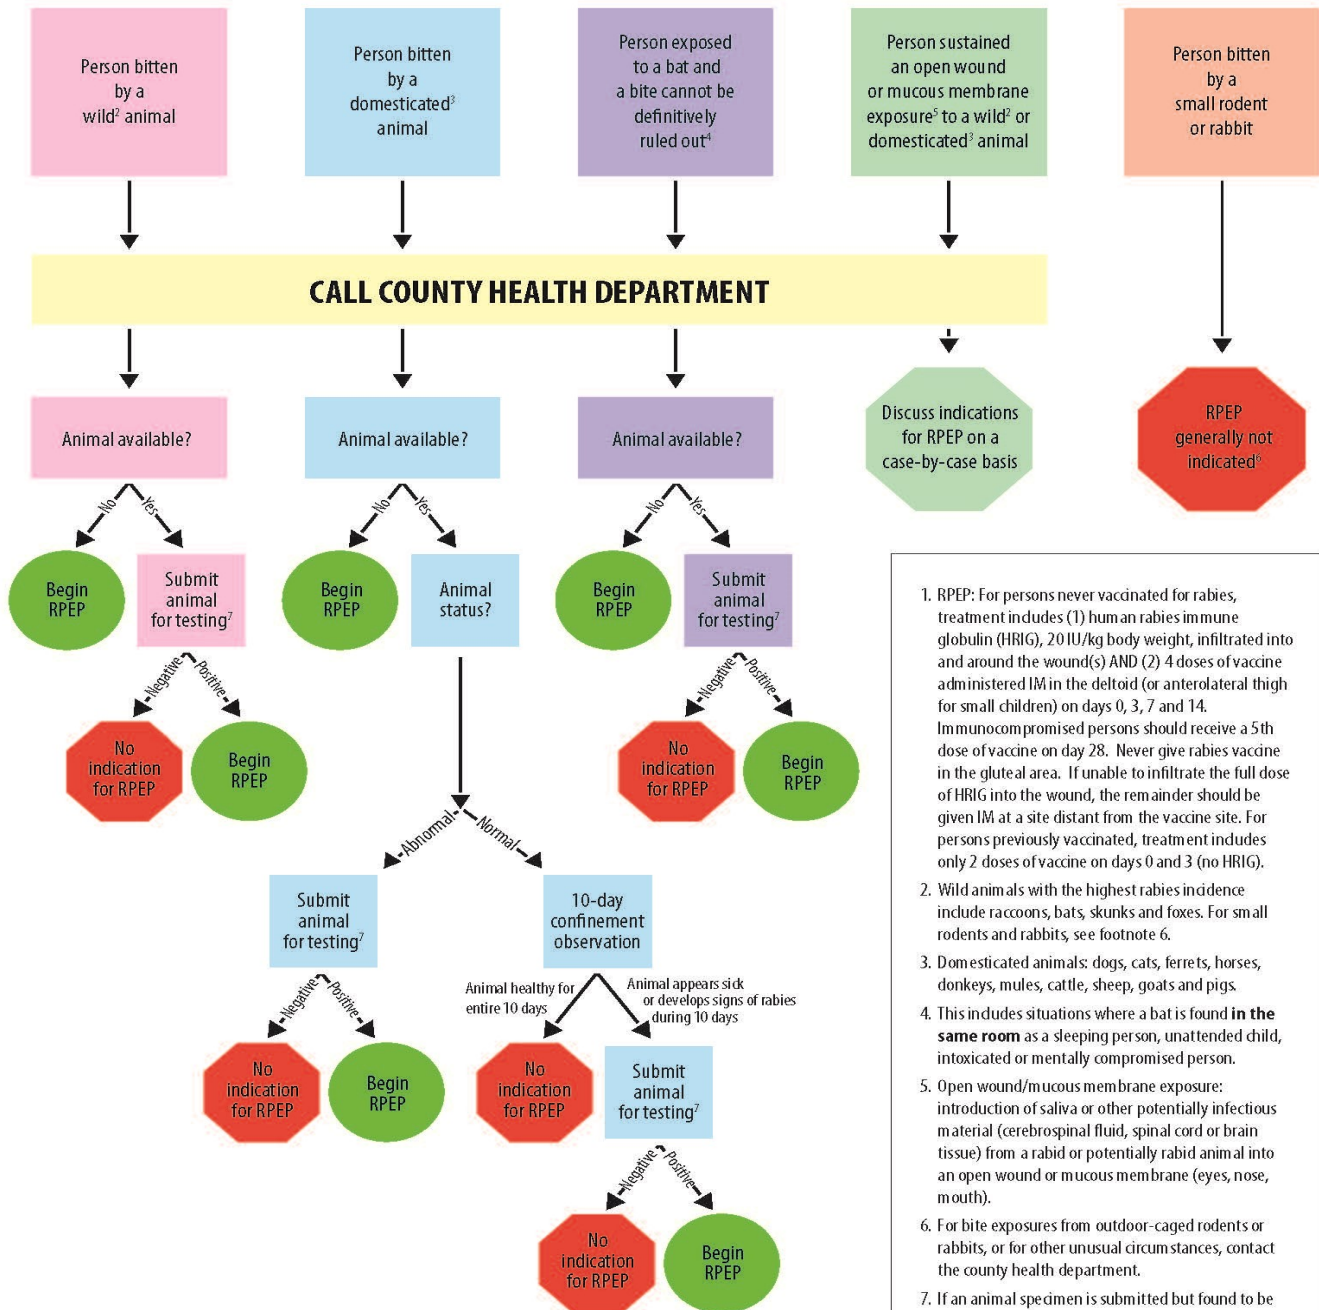 Person bitten
by a
wild² animal
Person bitten
by a
domesticated³
animal
Person exposed
to a bat and
a bite cannot be
definitively
ruled out⁴
Person sustained
an open wound
or mucous membrane
exposure⁵ to a wild² or
domesticated³ animal
Person bitten
by a
small rodent
or rabbit
CALL COUNTY HEALTH DEPARTMENT
Animal available?
Animal available?
Animal available?
Discuss indications
for RPEP on a
case-by-case basis
RPEP
generally not
indicated⁶
No
Yes
No
Yes
No
Yes
Begin
RPEP
Submit
animal
for testing⁷
Begin
RPEP
Animal
status?
Begin
RPEP
Submit
animal
for testing⁷
Negative
Positive
Negative
Positive
No
indication
for RPEP
Begin
RPEP
No
indication
for RPEP
Begin
RPEP
Abnormal
Normal
Submit
animal
for testing⁷
10-day
confinement
observation
Negative
Positive
Animal healthy for
entire 10 days
Animal appears sick
or develops signs of rabies
during 10 days
No
indication
for RPEP
Begin
RPEP
No
indication
for RPEP
Submit
animal
for testing⁷
Negative
Positive
No
indication
for RPEP
Begin
RPEP
1. RPEP: For persons never vaccinated for rabies,
treatment includes (1) human rabies immune
globulin (HRIG), 20 IU/kg body weight, infiltrated into
and around the wound(s) AND (2) 4 doses of vaccine
administered IM in the deltoid (or anterolateral thigh
for small children) on days 0, 3, 7 and 14.
Immunocompromised persons should receive a 5th
dose of vaccine on day 28. Never give rabies vaccine
in the gluteal area. If unable to infiltrate the full dose
of HRIG into the wound, the remainder should be
given IM at a site distant from the vaccine site. For
persons previously vaccinated, treatment includes
only 2 doses of vaccine on days 0 and 3 (no HRIG).
2. Wild animals with the highest rabies incidence
include raccoons, bats, skunks and foxes. For small
rodents and rabbits, see footnote 6.
3. Domesticated animals: dogs, cats, ferrets, horses,
donkeys, mules, cattle, sheep, goats and pigs.
4. This includes situations where a bat is found in the
same room as a sleeping person, unattended child,
intoxicated or mentally compromised person.
5. Open wound/mucous membrane exposure:
introduction of saliva or other potentially infectious
material (cerebrospinal fluid, spinal cord or brain
tissue) from a rabid or potentially rabid animal into
an open wound or mucous membrane (eyes, nose,
mouth).
6. For bite exposures from outdoor-caged rodents or
rabbits, or for other unusual circumstances, contact
the county health department.
7. If an animal specimen is submitted but found to be